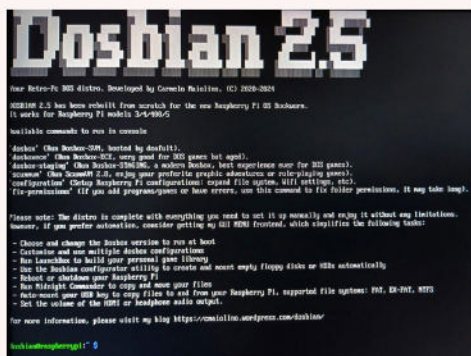 Dosbian 2.5
Your Retro-Pc DOS distro. Developed by Carmelo Maiolino. (C) 2020-2024
DOSBIAN 2.5 has been rebuilt from scratch for the new Raspberry PI OS Bookworm.
It works for Raspberry Pi models 3/4/400/5
Available commands to run in console
'dosbox' (Run Dosbox-SVN, booted by deafult).
'dosboxece' (Run Dosbox-ECE, very good for DOS games but aged).
'dosbox-staging' (Run Dosbox-STAGING, a modern Dosbox, best experience ever for DOS games).
'scummvm' (Run ScummVM 2.8, enjoy your preferite graphic adventures or role-playing games).
'configuration' (Setup Raspberry Pi configurations: expand file system, Wifi settings, etc).
'fix-permissions' (If you add programs/games or have errors, use this command to fix folder permissions. It may take long).
Please note: The distro is complete with everything you need to set it up manually and enjoy it without any limitations.
However, if you prefer automation, consider getting my GUI MENU frontend, which simplifies the following tasks:
- Choose and change the Dosbox version to run at boot
- Customise and use multiple dosbox configurations
- Run LaunchBox to build your personal game library
- Use the Dosbian configurator utility to create and mount empty floppy disks or HDDs automatically
- Reboot or shutdown your Raspberry Pi
- Run Midnight Commander to copy and move your files
- Auto-mount your USB key to copy files to and from your Raspberry Pi, supported file systems: FAT, EX-FAT, NTFS
- Set the volume of the HDMI or headphone audio output.
For more information, please visit my blog https://cmaiolino.wordpress.com/dosbian/
dosbian@raspberrypi:~ $